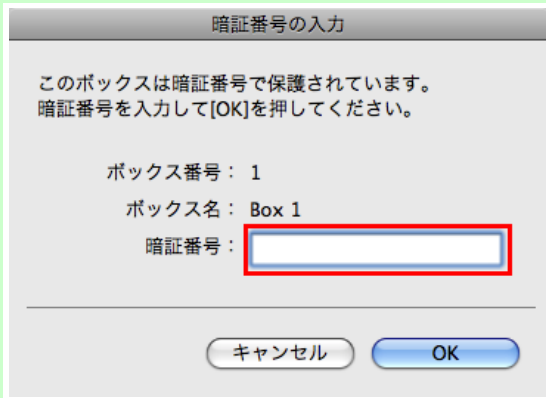 暗証番号の入力
このボックスは暗証番号で保護されています。
暗証番号を入力して[OK]を押してください。
ボックス番号： 1
ボックス名： Box 1
暗証番号：
キャンセル OK